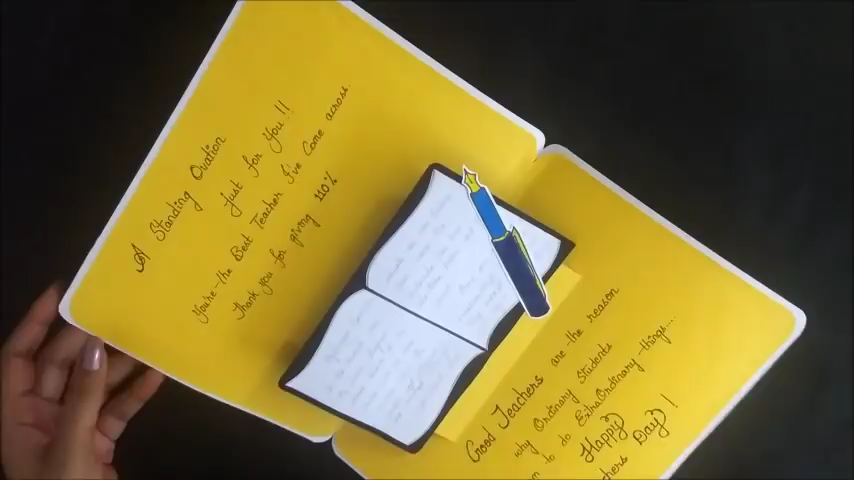 A Standing Ovation
Just for You!!
You're the Best Teacher I've Come across.
Thank you for giving 110%
Good Teachers are the reason
why Ordinary Students
to do ExtraOrdinary things...
Happy
Day!